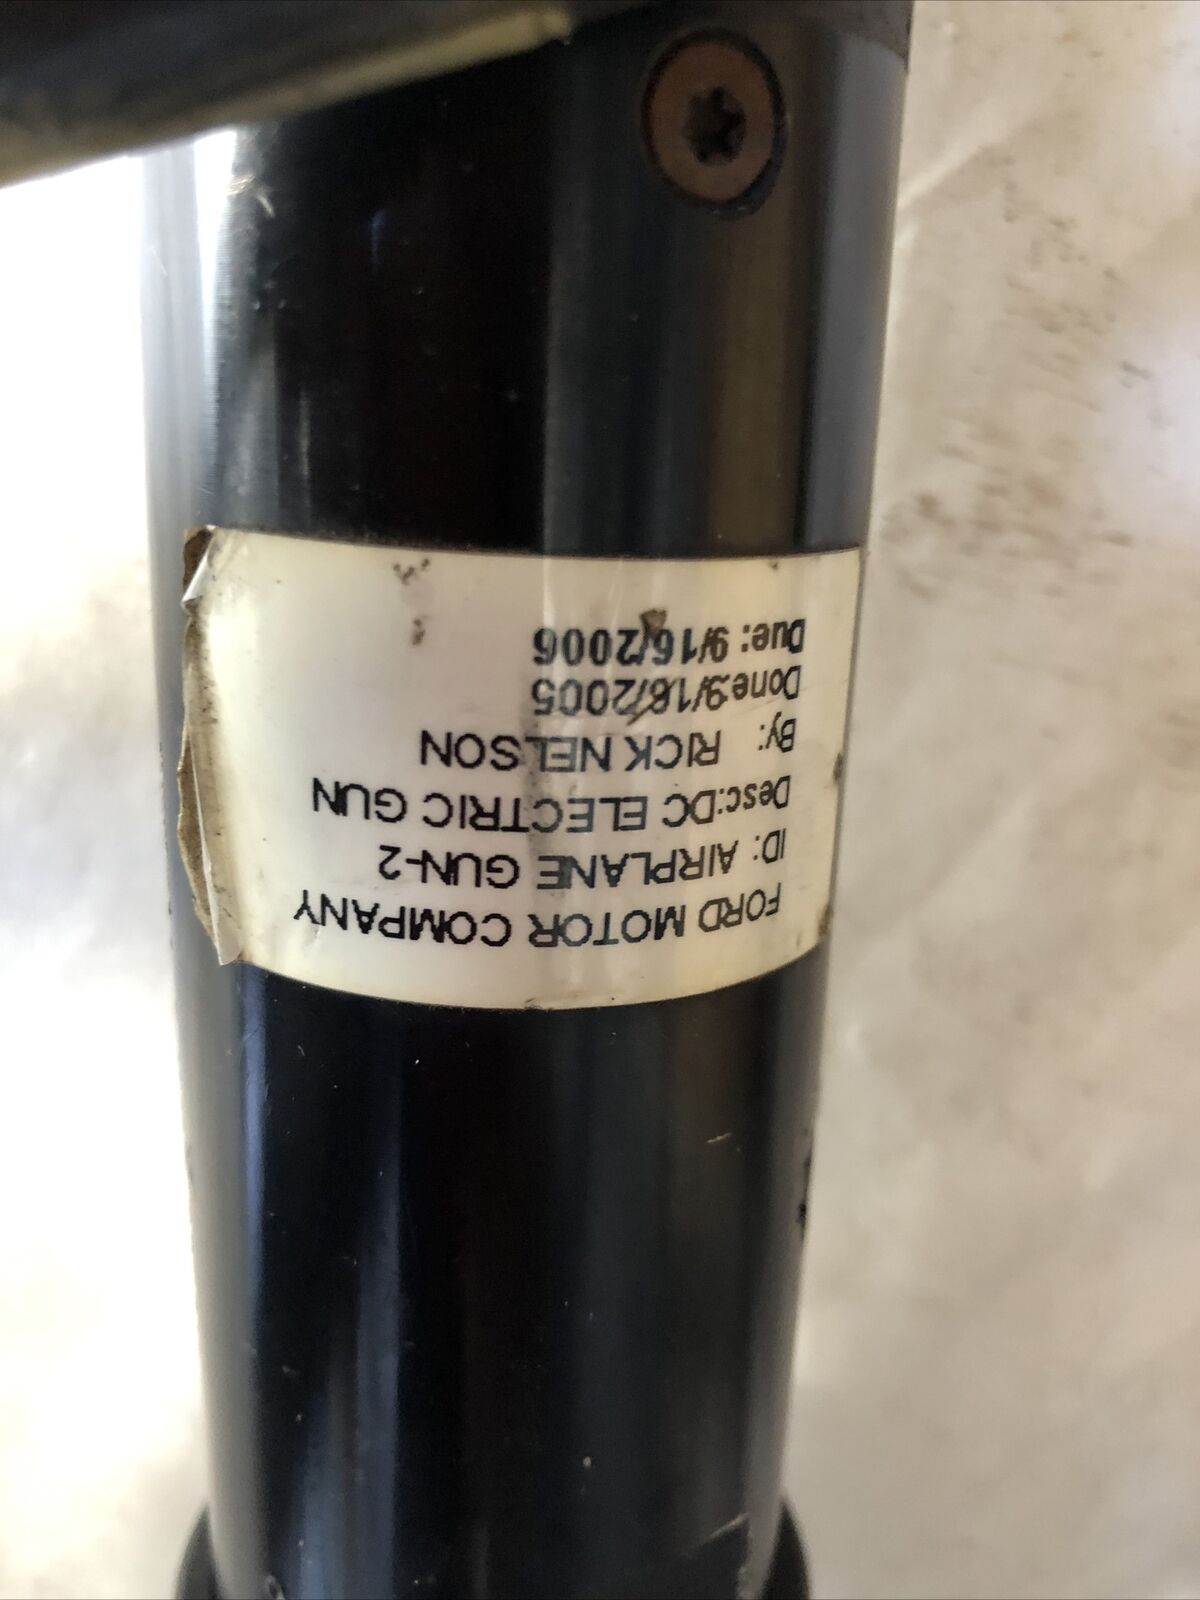 FORD MOTOR COMPANY
ID: AIRPLANE GUN-2
Desc:DC ELECTRIC GUN
By: RICK NELSON
Done:9/16/2005
Due: 9/16/2006